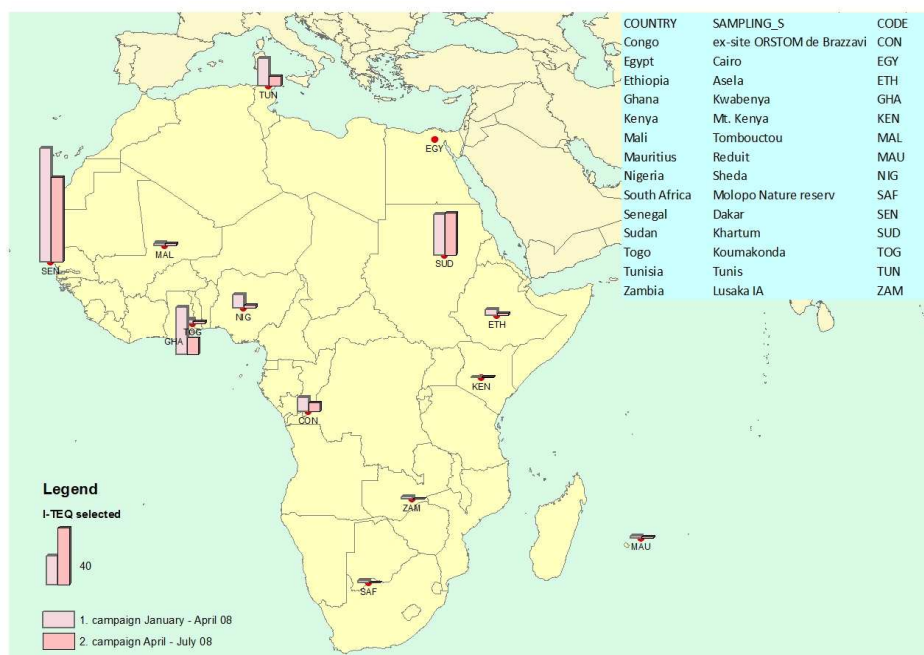 COUNTRY SAMPLING_S CODE
Congo ex-site ORSTOM de Brazzavi CON
Egypt Cairo EGY
Ethiopia Asela ETH
Ghana Kwabenya GHA
Kenya Mt. Kenya KEN
Mali Tombouctou MAL
Mauritius Reduit MAU
Nigeria Sheda NIG
South Africa Molopo Nature reserv SAF
Senegal Dakar SEN
Sudan Khartum SUD
Togo Koumakonda TOG
Tunisia Tunis TUN
Zambia Lusaka IA ZAM
TUN
EGY
MAL
SEN
SUD
NIG
ETH
TOG
GHA
KEN
CON
ZAM
MAU
SAF
Legend
I-TEQ selected
40
1. campaign January - April 08
2. campaign April - July 08